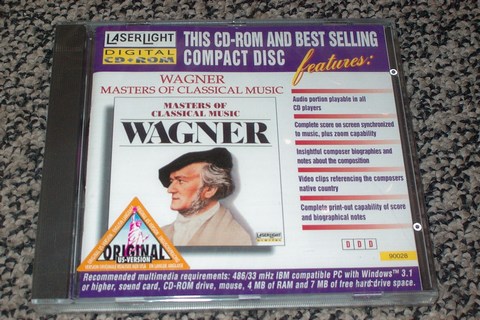 LASERLIGHT
DIGITAL
CD-ROM
THIS CD-ROM AND BEST SELLING
COMPACT DISC
features:
WAGNER
MASTERS OF CLASSICAL MUSIC
MASTERS OF
CLASSICAL MUSIC
WAGNER
LASERLIGHT
DIGITAL
Audio portion playable in all
CD players
Complete score on screen synchronized
to music, plus zoom capability
Insightful composer biographies and
notes about the composition
Video clips referencing the composers
native country
Complete print-out capability of score
and biographical notes
DDD
90028
ORIGINAL
US-VERSION
Recommended multimedia requirements: 486/33 mHz IBM compatible PC with Windows™ 3.1
or higher, sound card, CD-ROM drive, mouse, 4 MB of RAM and 7 MB of free hard drive space.